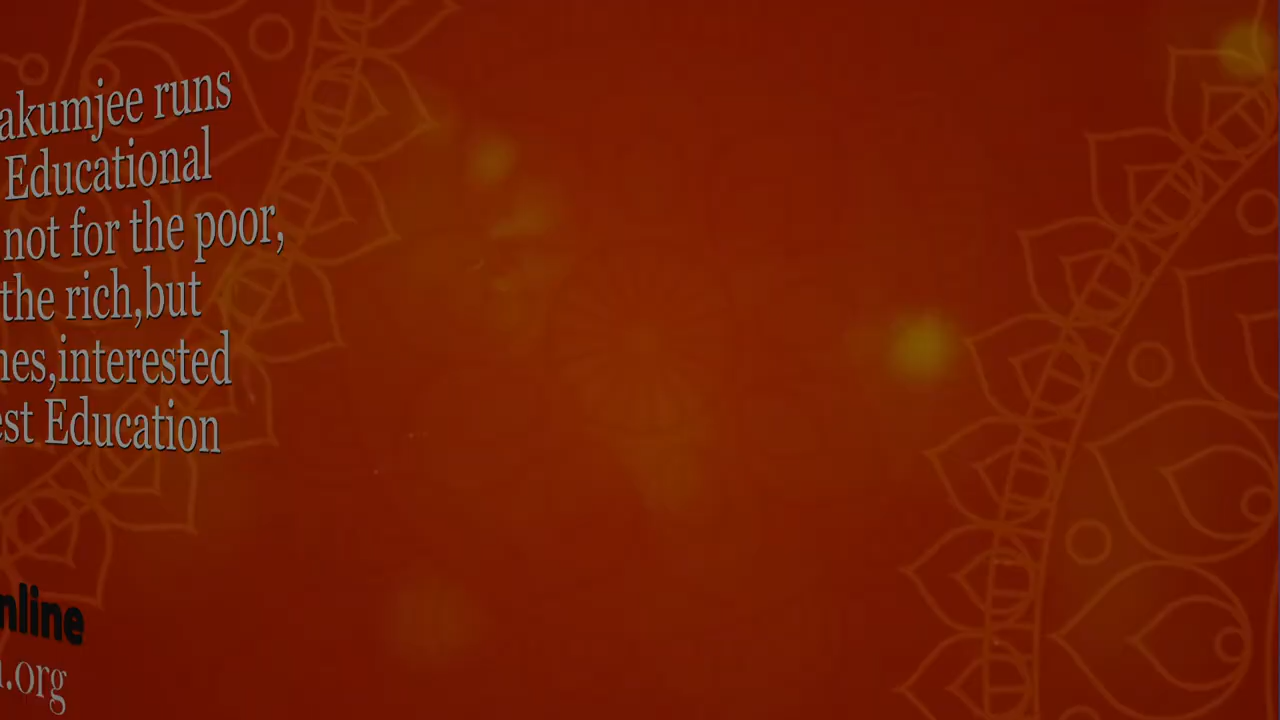 akumjee runs
Educational
not for the poor,
the rich,but
nes,interested
est Education
nline
.org